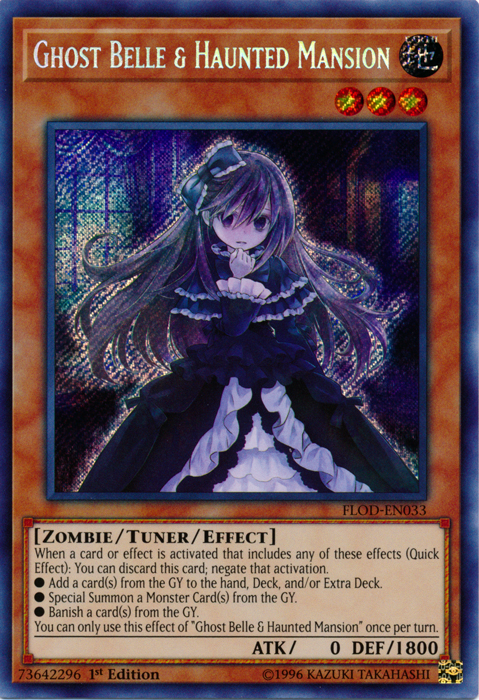 Ghost Belle & Haunted Mansion
FLOD-EN033
[Zombie/Tuner/Effect]
When a card or effect is activated that includes any of these effects (Quick
Effect): You can discard this card; negate that activation.
● Add a card(s) from the GY to the hand, Deck, and/or Extra Deck.
● Special Summon a Monster Card(s) from the GY.
● Banish a card(s) from the GY.
You can only use this effect of "Ghost Belle & Haunted Mansion" once per turn.
ATK/ 0 DEF/1800
73642296 1st Edition ©1996 KAZUKI TAKAHASHI